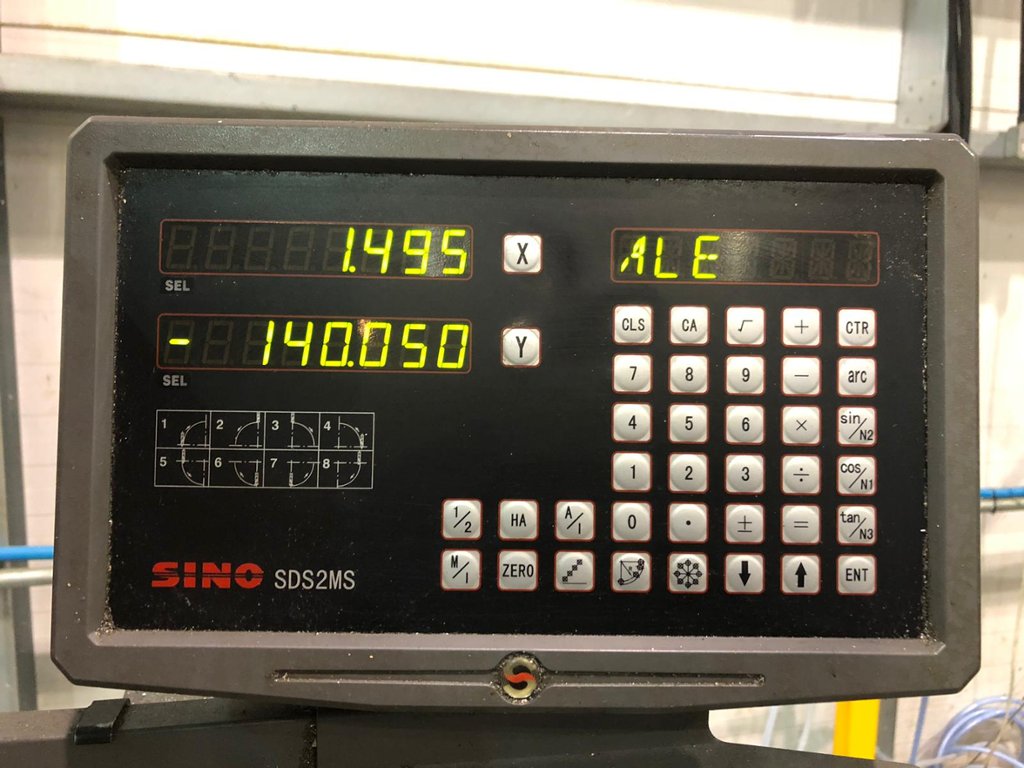 1.495 X ALE
SEL
-140.050 Y
SEL
CLS CA √ + CTR
7 8 9 − arc
4 5 6 × sin/N2
1 2 3 ÷ cos/N1
1 2 3 4
5 6 7 8
1/2 HA A/I 0 . ± = tan/N3
M/I ZERO ⬇ ⬆ ENT
SINO SDS2MS